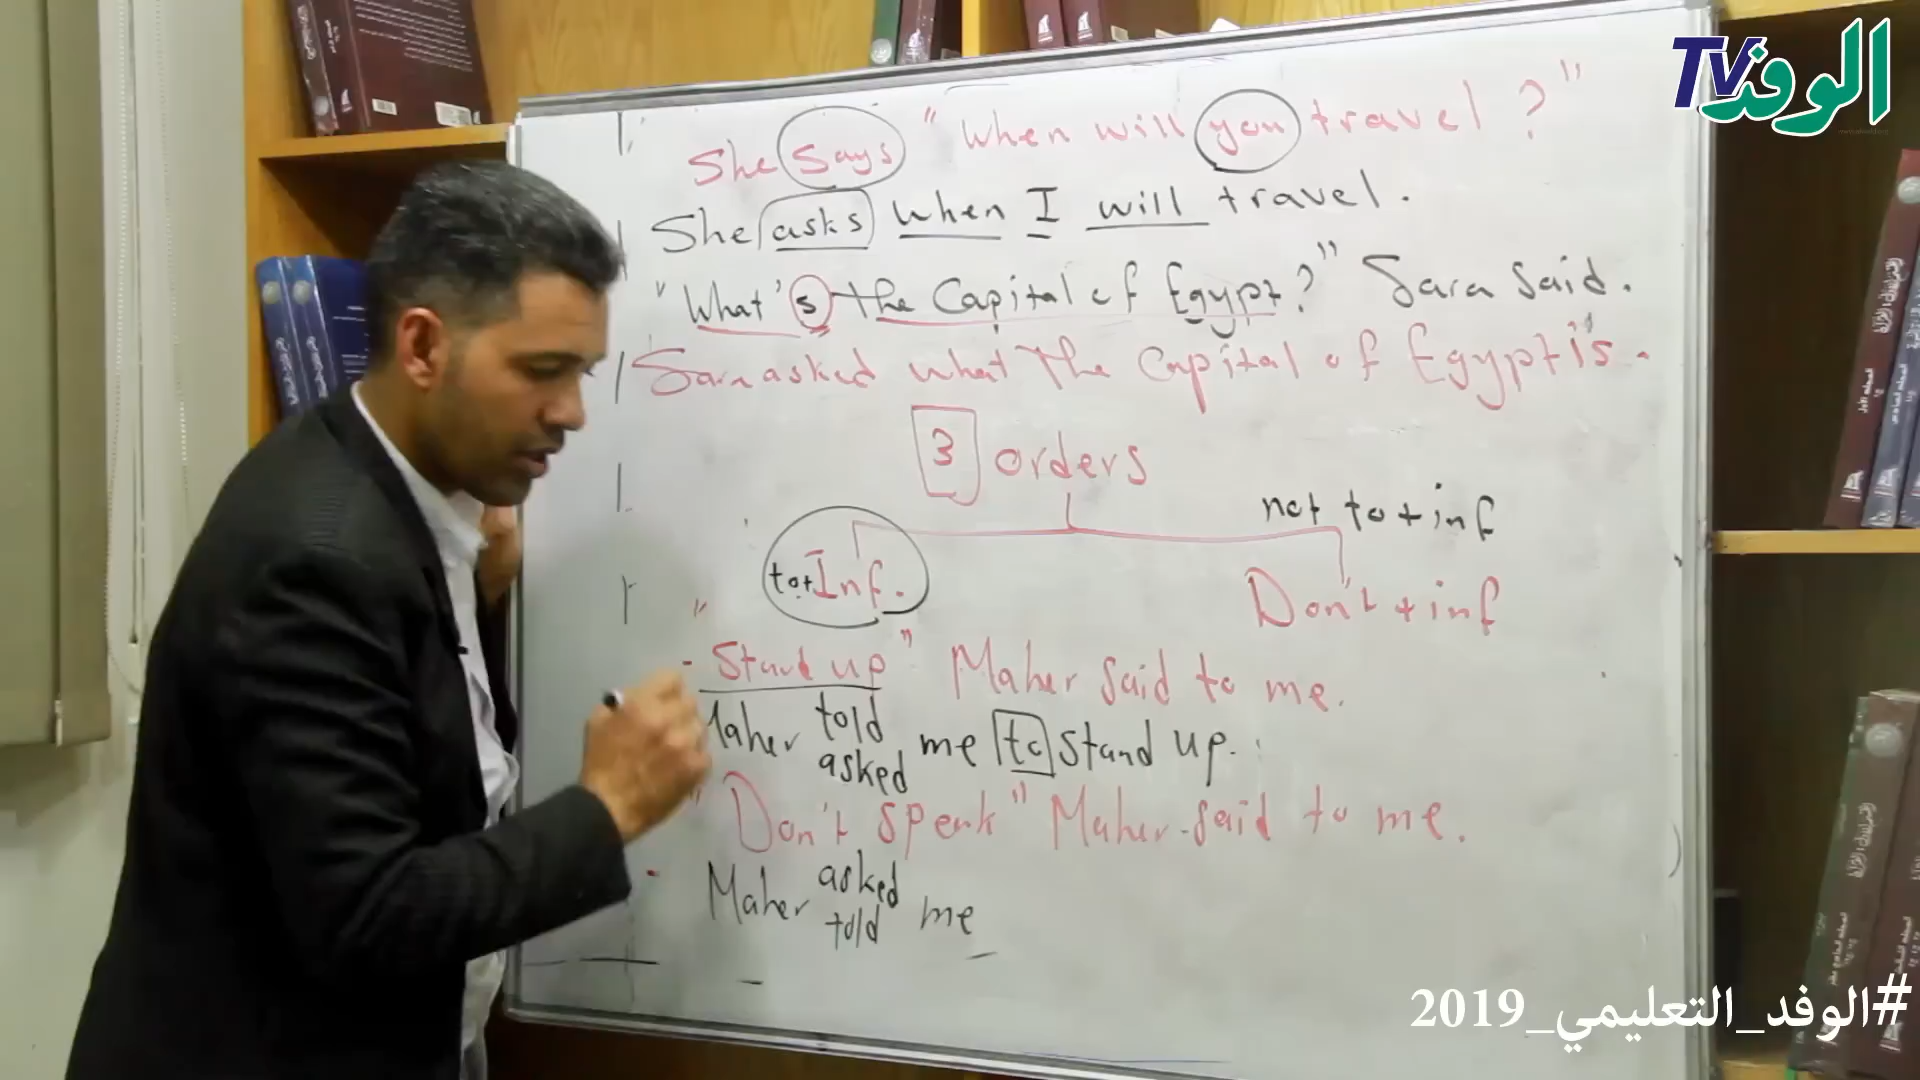 TV الوفد
She says "When will you travel?"
She asks when I will travel.
"What's the Capital of Egypt?" Sara said.
Sara asked what the Capital of Egypt is.
3 orders
not to + inf
to + Inf.
Don't + inf
"Stand up" Maher said to me.
Maher told me to stand up.
asked
"Don't speak" Maher said to me.
Maher asked me
told
#الوفد_التعليمي_2019